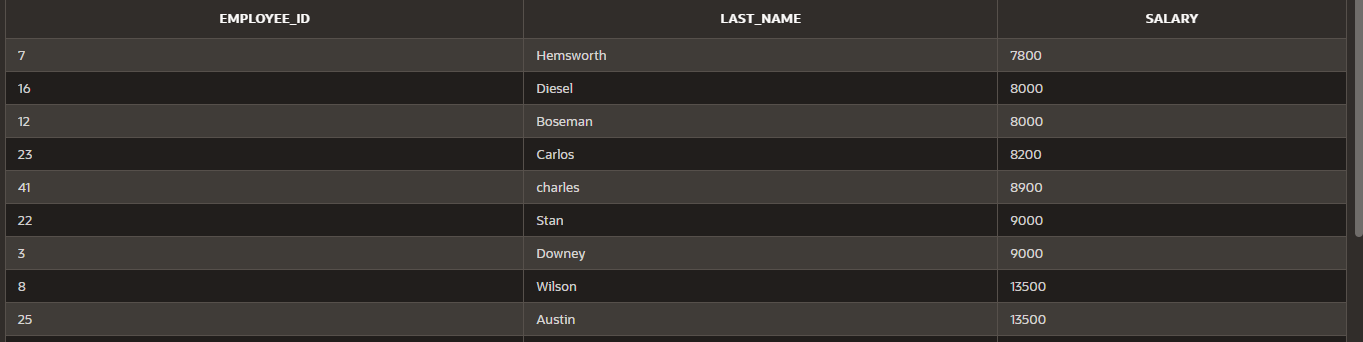 EMPLOYEE_ID LAST_NAME SALARY
7 Hemsworth 7800
16 Diesel 8000
12 Boseman 8000
23 Carlos 8200
41 charles 8900
22 Stan 9000
3 Downey 9000
8 Wilson 13500
25 Austin 13500